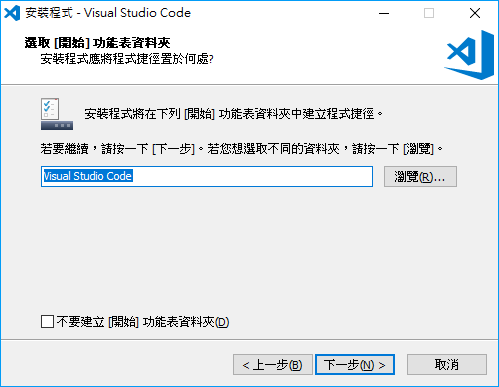 安裝程式 - Visual Studio Code
選取 [開始] 功能表資料夾
安裝程式應將程式捷徑置於何處?
安裝程式將在下列 [開始] 功能表資料夾中建立程式捷徑。
若要繼續，請按一下 [下一步]。若您想選取不同的資料夾，請按一下 [瀏覽]。
Visual Studio Code
瀏覽(R)...
不要建立 [開始] 功能表資料夾(D)
< 上一步(B)
下一步(N) >
取消